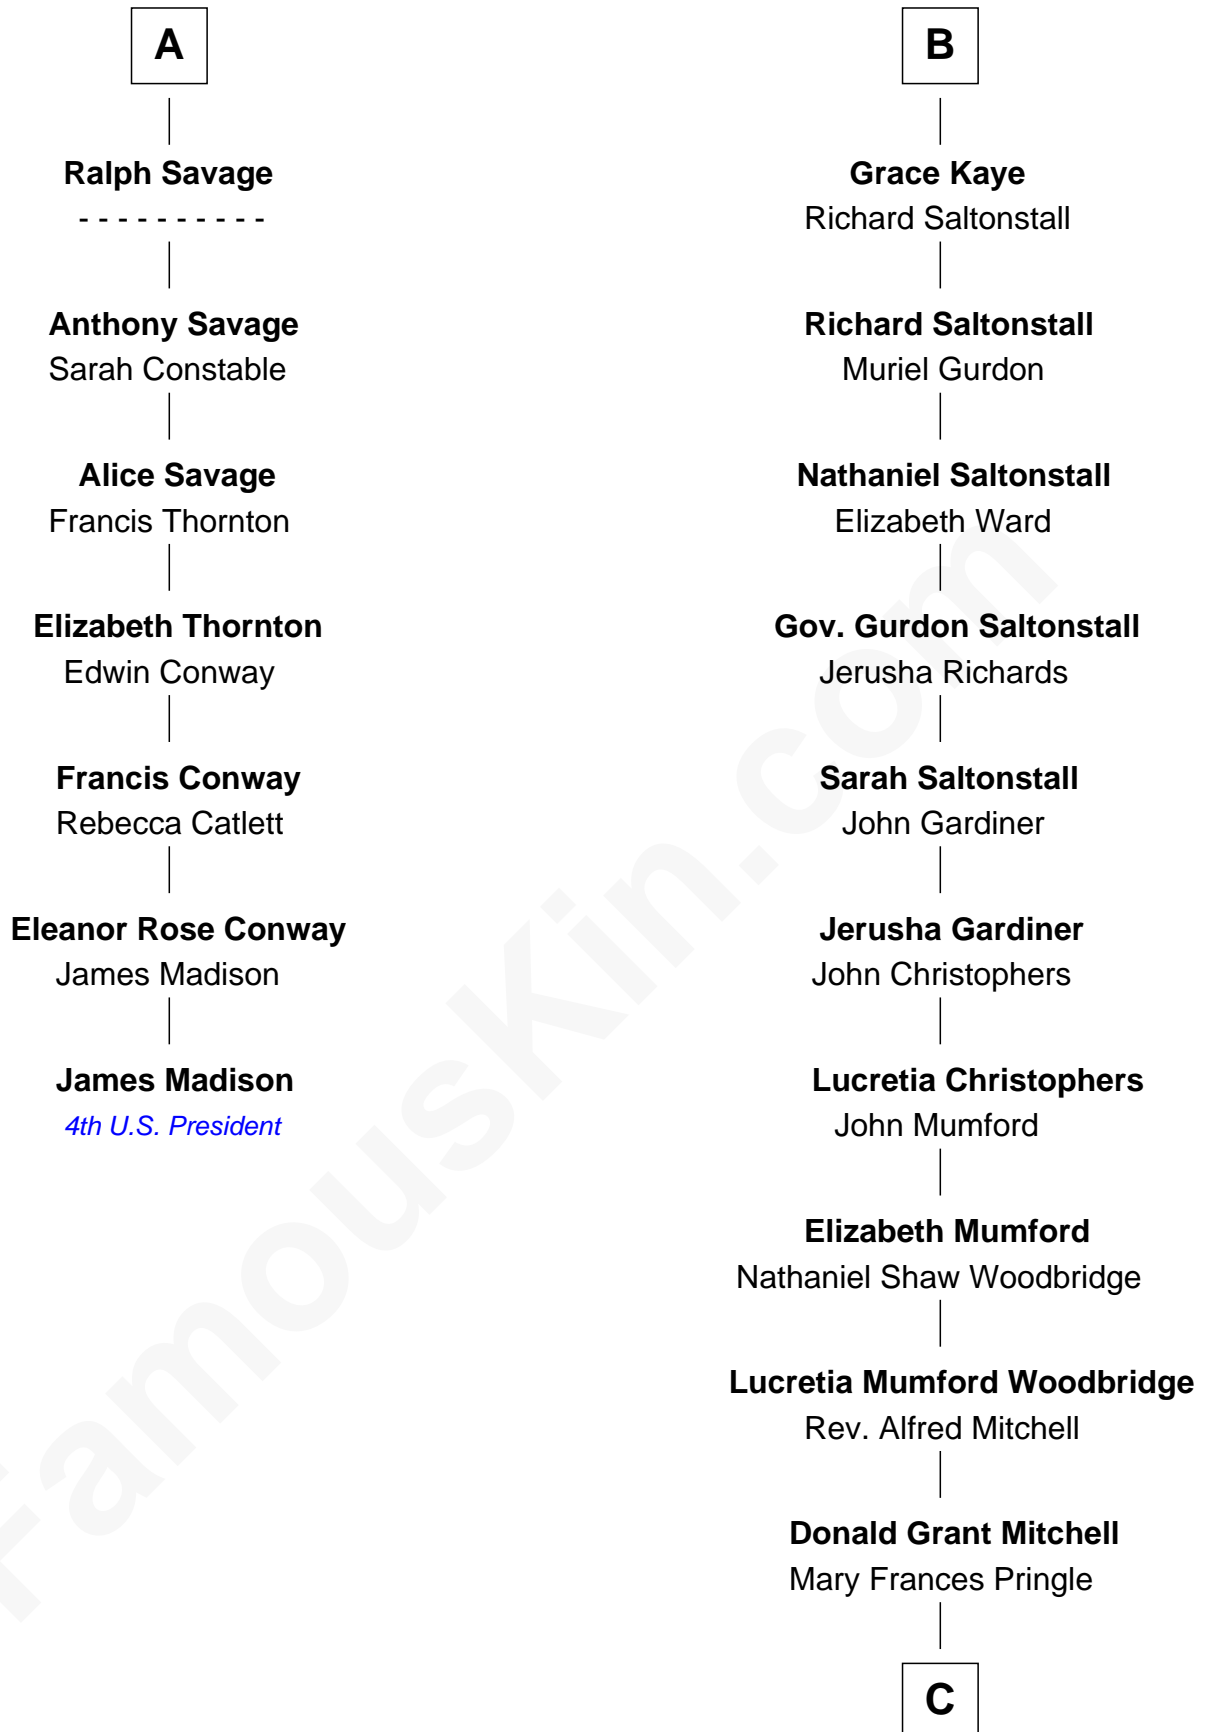 A
Ralph Savage
- - - - - - - - - -
Anthony Savage
Sarah Constable
Alice Savage
Francis Thornton
Elizabeth Thornton
Edwin Conway
Francis Conway
Rebecca Catlett
Eleanor Rose Conway
James Madison
James Madison
4th U.S. President
B
Grace Kaye
Richard Saltonstall
Richard Saltonstall
Muriel Gurdon
Nathaniel Saltonstall
Elizabeth Ward
Gov. Gurdon Saltonstall
Jerusha Richards
Sarah Saltonstall
John Gardiner
Jerusha Gardiner
John Christophers
Lucretia Christophers
John Mumford
Elizabeth Mumford
Nathaniel Shaw Woodbridge
Lucretia Mumford Woodbridge
Rev. Alfred Mitchell
Donald Grant Mitchell
Mary Frances Pringle
C
FamousKin.com